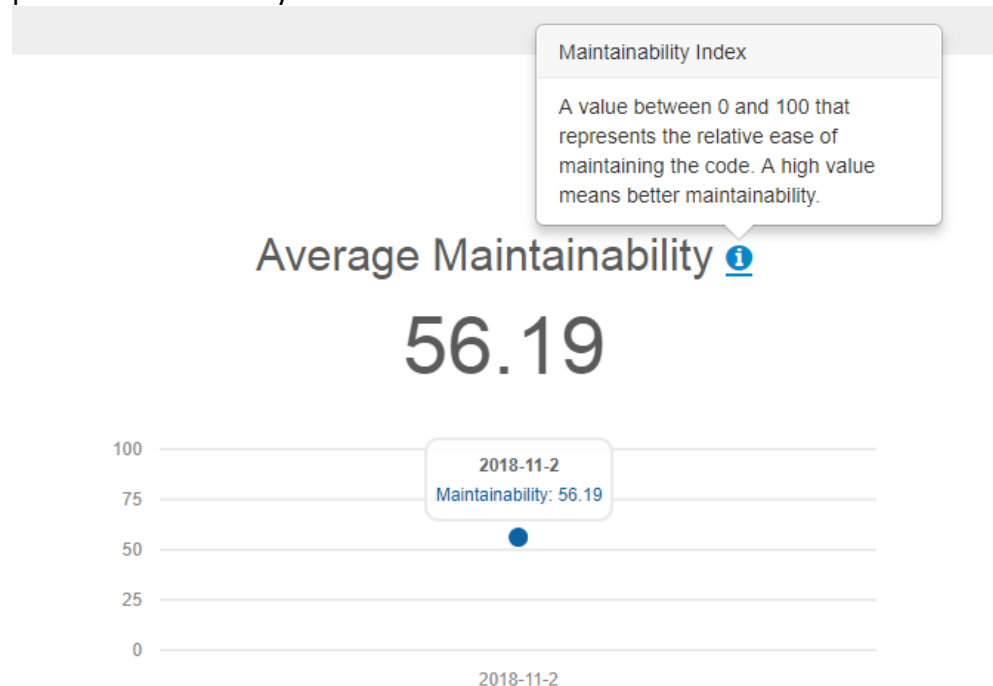 Maintainability Index
A value between 0 and 100 that
represents the relative ease of
maintaining the code. A high value
means better maintainability.
Average Maintainability
56.19
100
2018-11-2
75
Maintainability: 56.19
50
25
0
2018-11-2